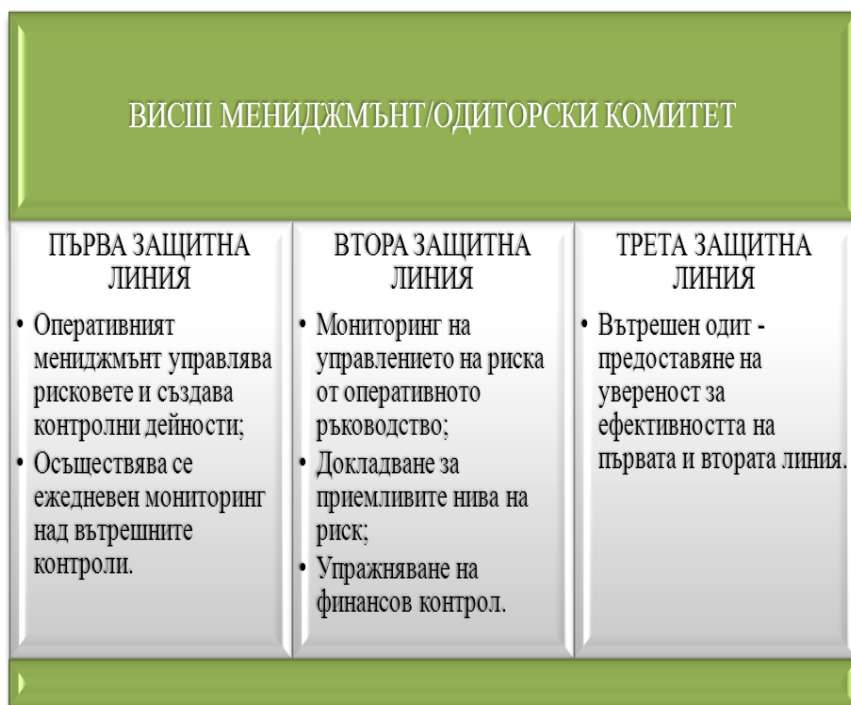 ВИСШ МЕНИДЖМЪНТ/ОДИТОРСКИ КОМИТЕТ
ПЪРВА ЗАЩИТНА
ЛИНИЯ
• Оперативният
мениджмънт управлява
рисковете и създава
контролни дейности;
• Осъществява се
ежедневен мониторинг
над вътрешните
контроли.
ВТОРА ЗАЩИТНА
ЛИНИЯ
• Мониторинг на
управлението на риска
от оперативното
ръководство;
• Докладване за
приемливите нива на
риск;
• Упражняване на
финансов контрол.
ТРЕТА ЗАЩИТНА
ЛИНИЯ
• Вътрешен одит -
предоставяне на
увереност за
ефективността на
първата и втората линия.